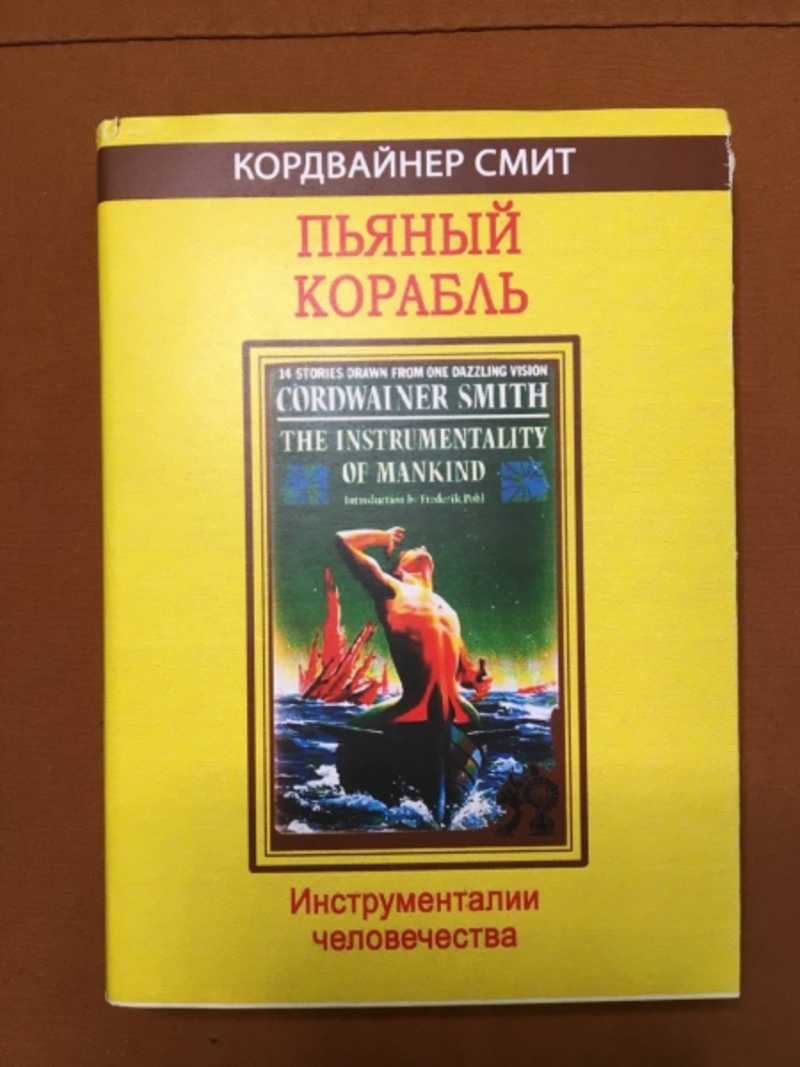 КОРДВАЙНЕР СМИТ
ПЬЯНЫЙ
КОРАБЛЬ
14 STORIES DRAWN FROM ONE DAZZLING VISION
CORDWAINER SMITH
THE INSTRUMENTALITY
OF MANKIND
Introduction by Frederik Pohl
Инструменталии
человечества